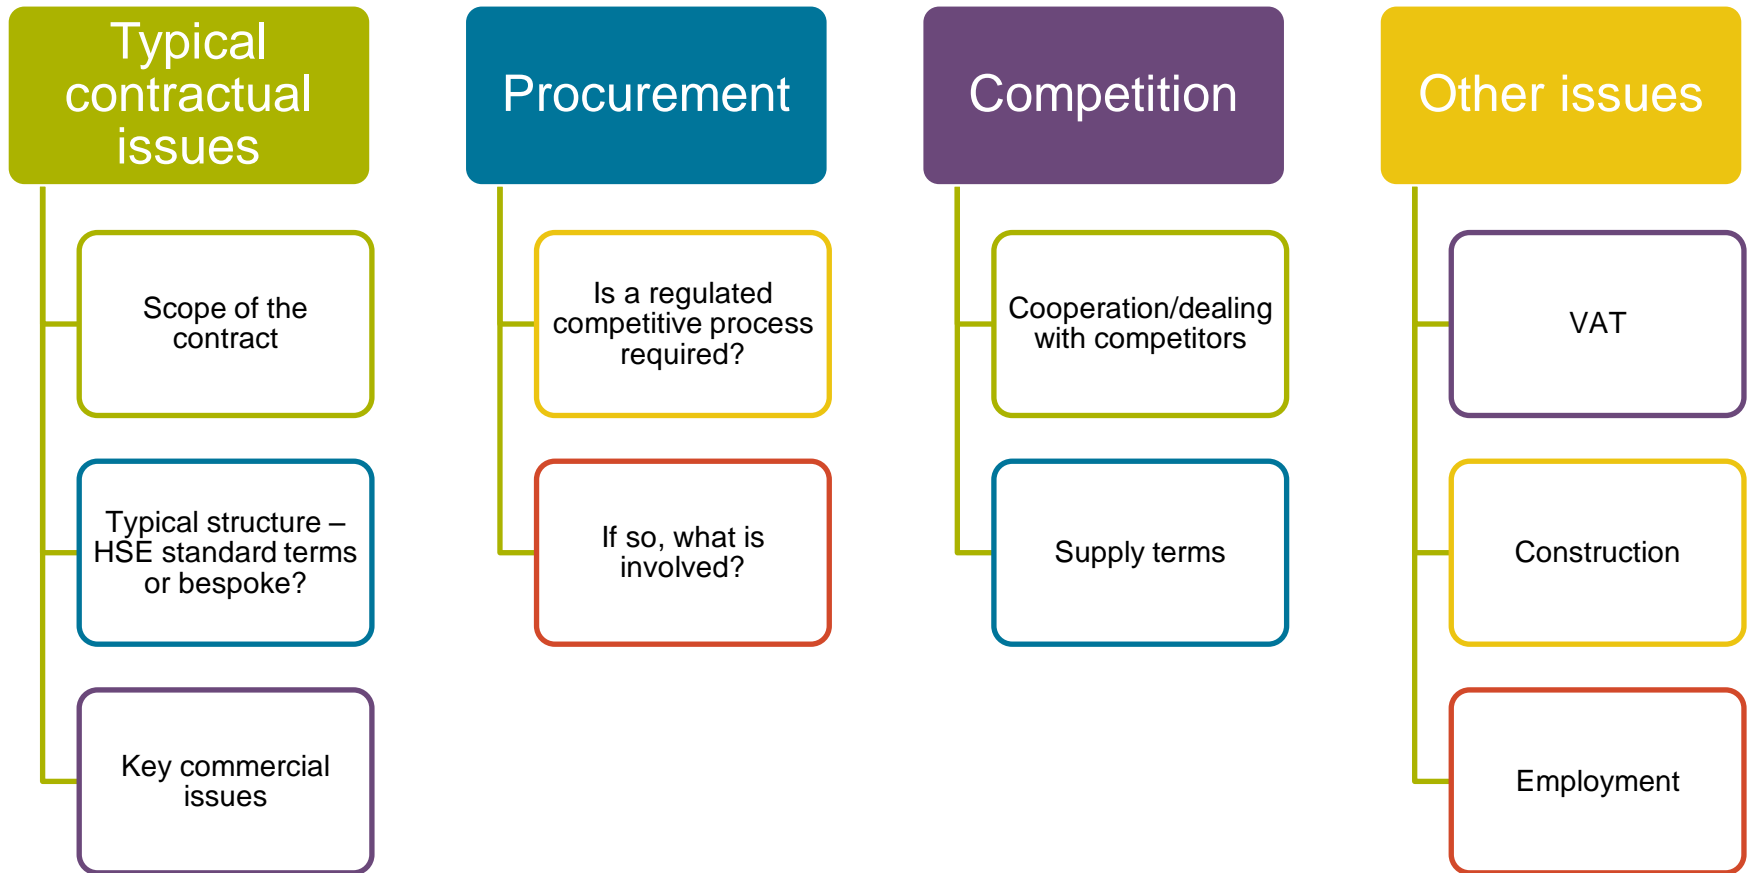 Typical
contractual
issues
Scope of the
contract
Typical structure –
HSE standard terms
or bespoke?
Key commercial
issues
Procurement
Is a regulated
competitive process
required?
If so, what is
involved?
Competition
Cooperation/dealing
with competitors
Supply terms
Other issues
VAT
Construction
Employment